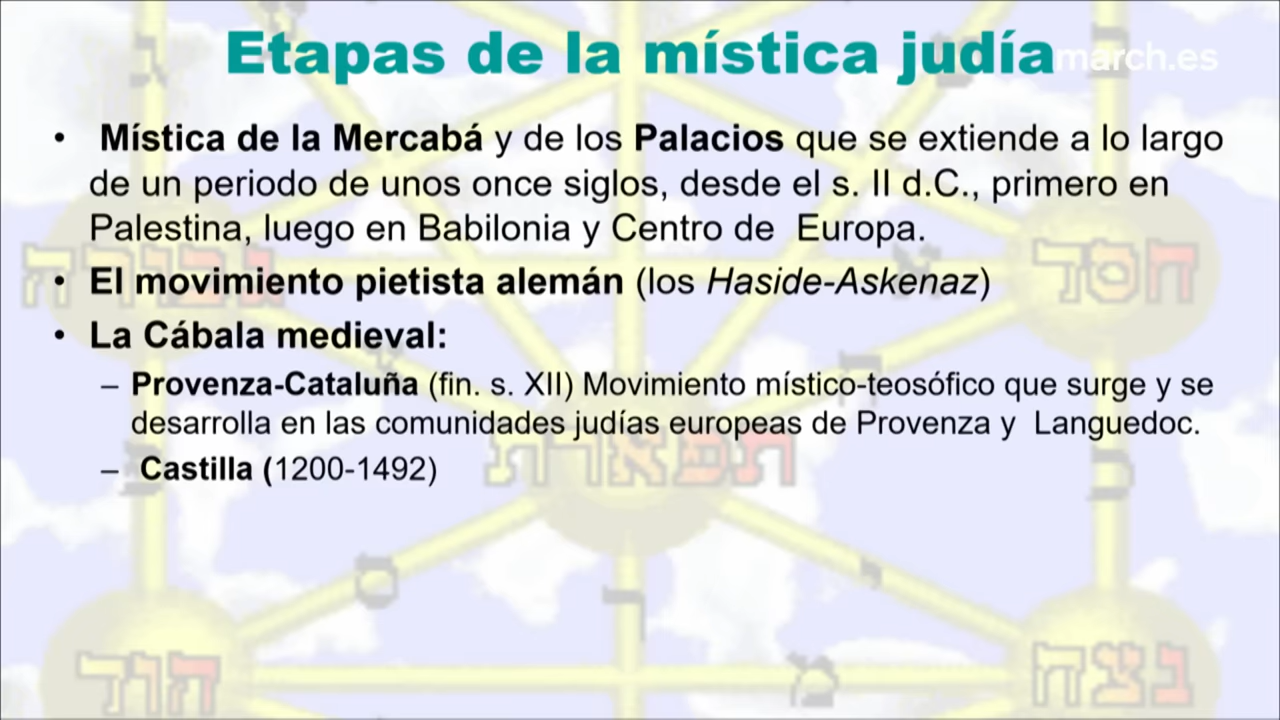 Etapas de la mística judía
march.es
• Mística de la Mercabá y de los Palacios que se extiende a lo largo
de un periodo de unos once siglos, desde el s. II d.C., primero en
Palestina, luego en Babilonia y Centro de Europa.
• El movimiento pietista alemán (los Haside-Askenaz)
• La Cábala medieval:
– Provenza-Cataluña (fin. s. XII) Movimiento místico-teosófico que surge y se
desarrolla en las comunidades judías europeas de Provenza y Languedoc.
– Castilla (1200-1492)
גבורה
חסד
תפארת
הוד
נצח